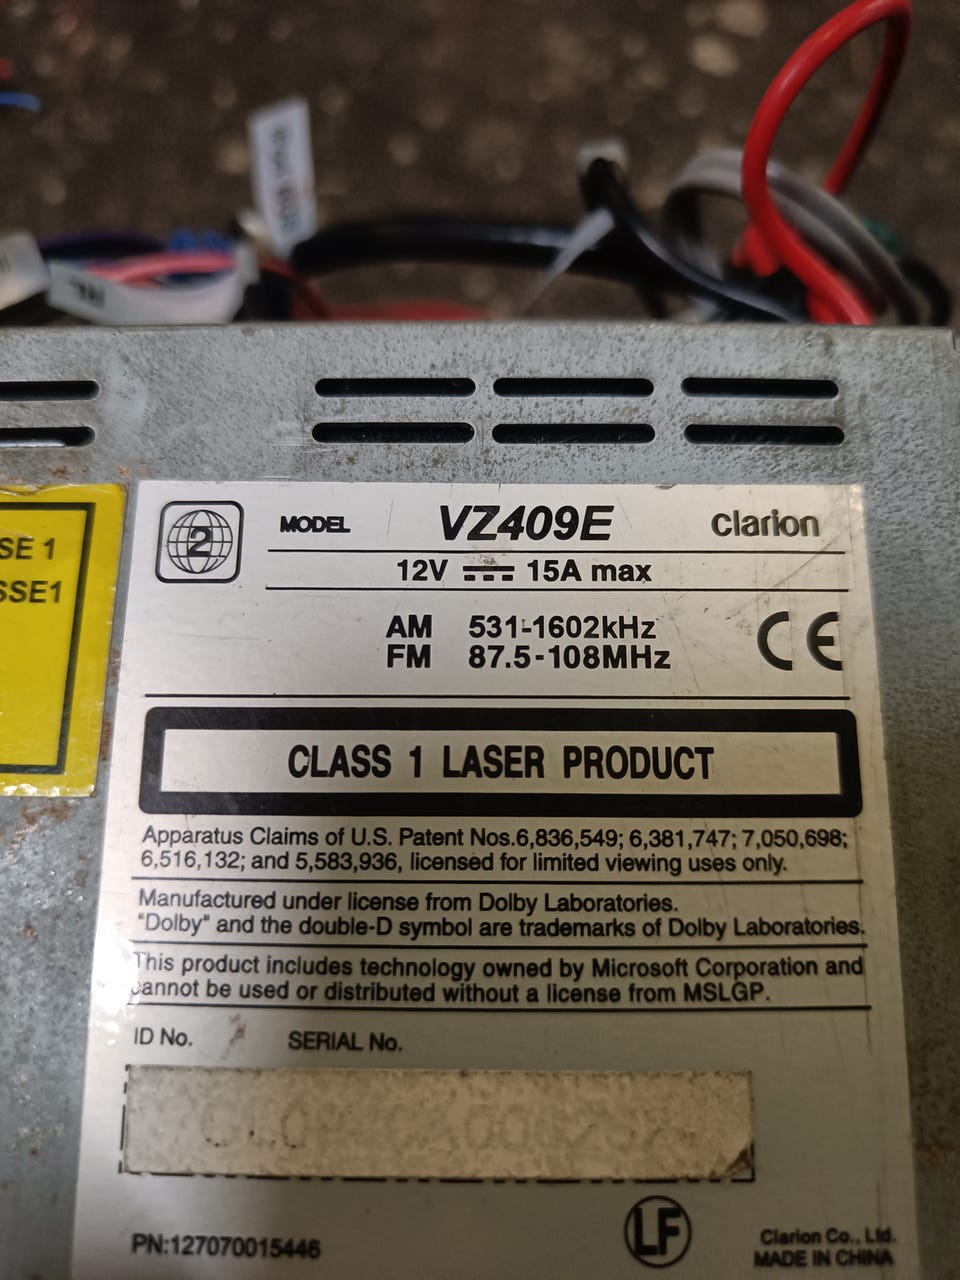 SE 1
SSE1
2
MODEL VZ409E clarion
12V 15A max
AM 531-1602kHz
FM 87.5-108MHz
CE
CLASS 1 LASER PRODUCT
Apparatus Claims of U.S. Patent Nos.6,836,549; 6,381,747; 7,050,698;
6,516,132; and 5,583,936, licensed for limited viewing uses only.
Manufactured under license from Dolby Laboratories.
"Dolby" and the double-D symbol are trademarks of Dolby Laboratories.
This product includes technology owned by Microsoft Corporation and
cannot be used or distributed without a license from MSLGP.
ID No. SERIAL No.
PN:127070015446
LF
Clarion Co., Ltd.
MADE IN CHINA